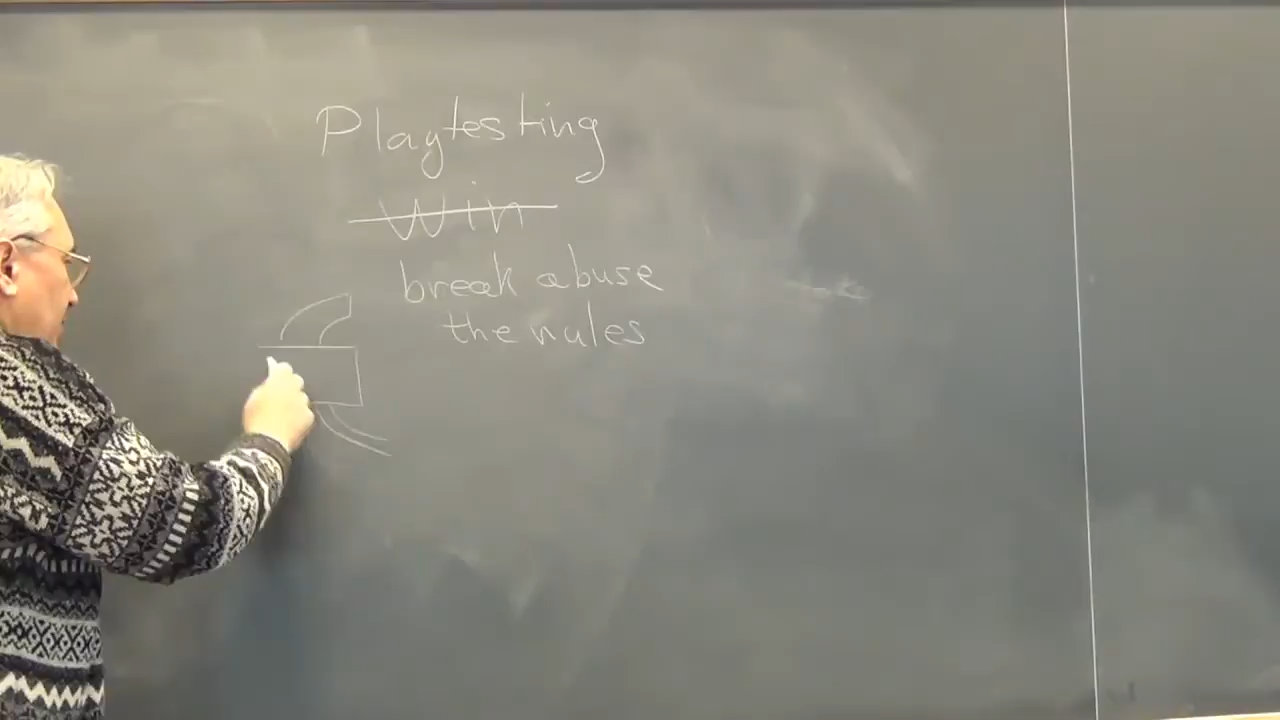 Playtesting
Win
break abuse
the rules